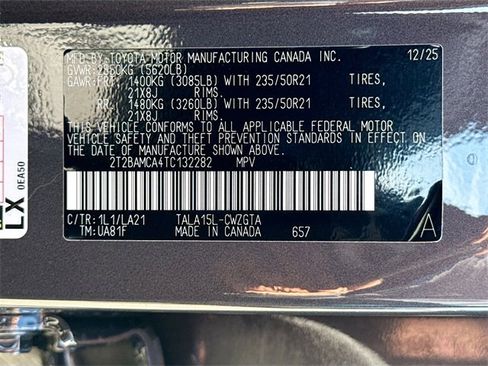 MFD. BY: TOYOTA MOTOR MANUFACTURING CANADA INC. 12/25
GVWR: 2550KG (5620LB)
GAWR: FRT. 1400KG (3085LB) WITH 235/50R21 TIRES,
21X8J RIMS.
RR. 1480KG (3260LB) WITH 235/50R21 TIRES,
21X8J RIMS.
THIS VEHICLE CONFORMS TO ALL APPLICABLE FEDERAL MOTOR
VEHICLE SAFETY AND THEFT PREVENTION STANDARDS IN EFFECT
ON THE DATE OF MANUFACTURE SHOWN ABOVE.
2T2BAMCA4TC132282 MPV
C/TR: 1L1/LA21 TALA15L-CWZGTA
TM: UA81F MADE IN CANADA 657
A
LX
0EA50